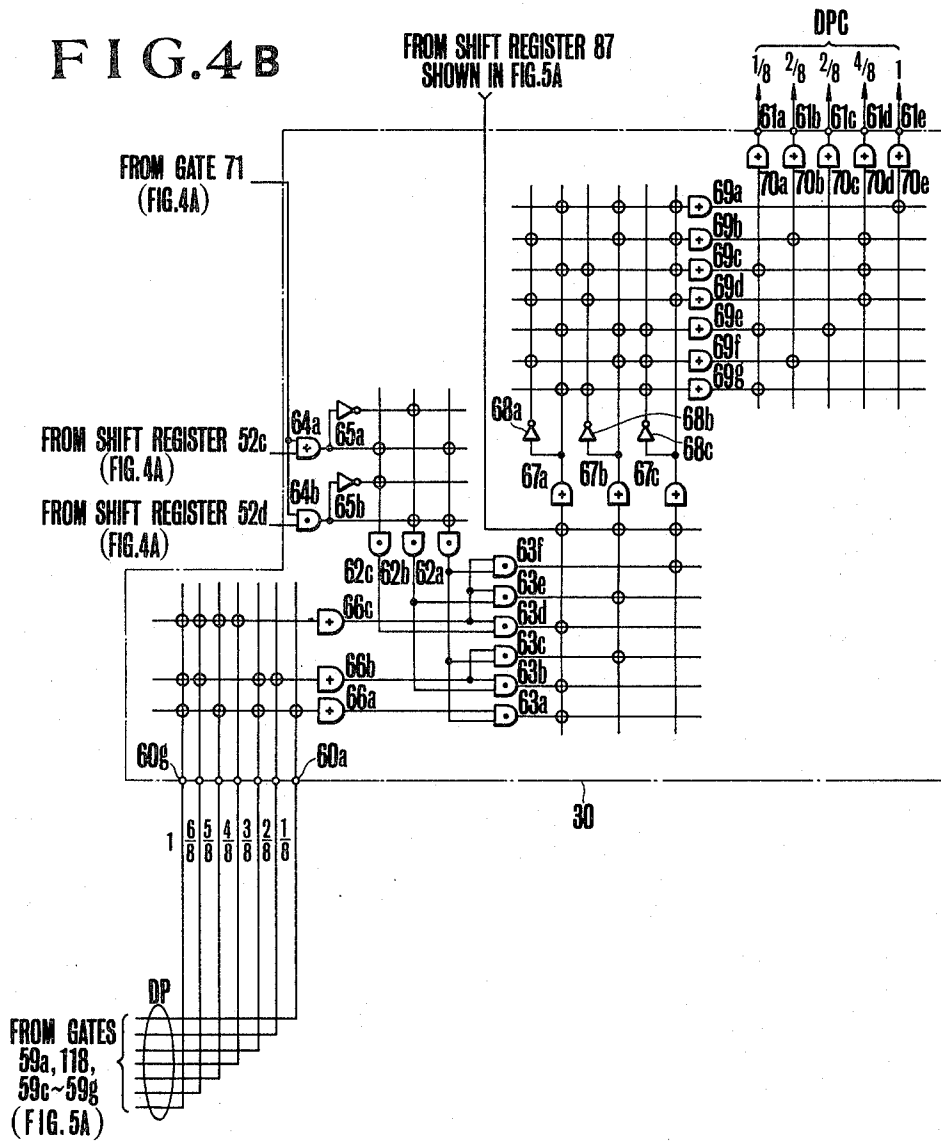 FIG.4B
FROM SHIFT REGISTER 87
SHOWN IN FIG.5A
DPC
1/8 2/8 2/8 4/8 1
61a 61b 61c 61d 61e
70a 70b 70c 70d 70e
FROM GATE 71
(FIG.4A)
69a
69b
69c
69d
69e
69f
69g
68a
68b
68c
67a 67b 67c
64a
65a
FROM SHIFT REGISTER 52c
(FIG.4A)
64b
65b
FROM SHIFT REGISTER 52d
(FIG.4A)
62c 62b 62a
63f
63e
63d
63c
63b
63a
66c
66b
66a
60g
60a
30
1 6/8 5/8 4/8 3/8 2/8 1/8
DP
FROM GATES
59a, 118,
59c~59g
(FIG.5A)